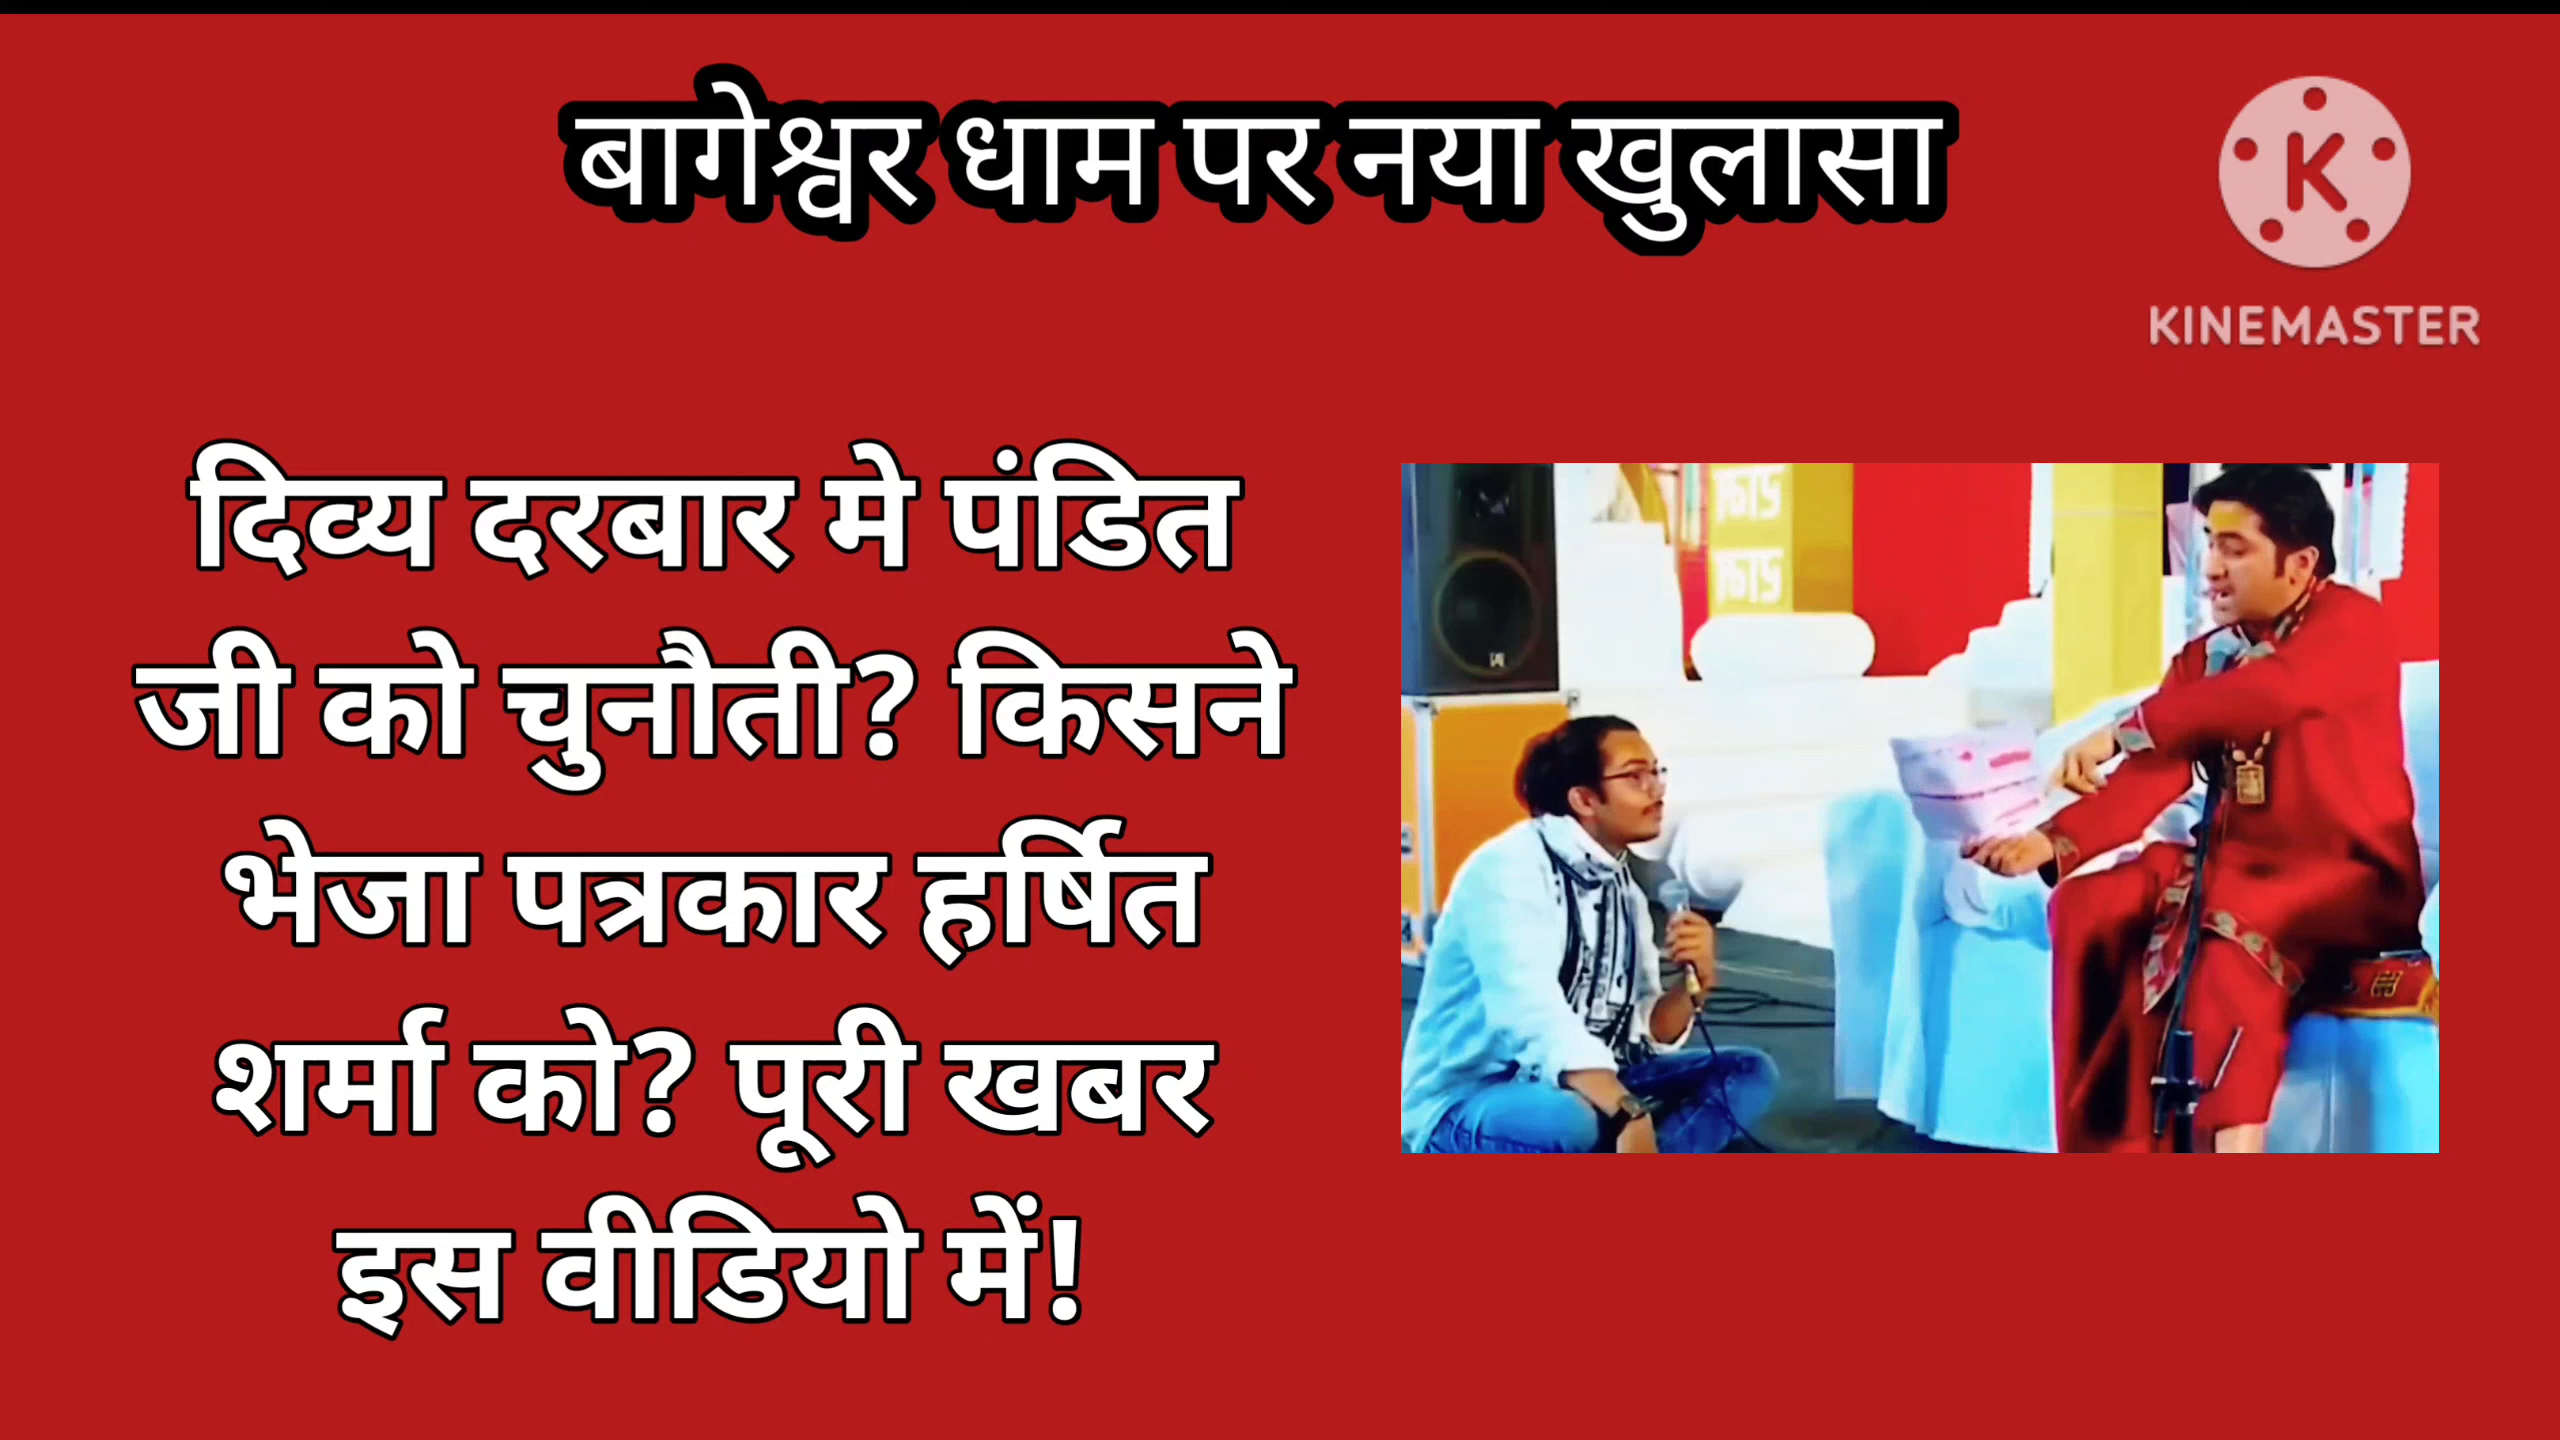 बागेश्वर धाम पर नया खुलासा
KINEMASTER
दिव्य दरबार मे पंडित
जी को चुनौती? किसने
भेजा पत्रकार हर्षित
शर्मा को? पूरी खबर
इस वीडियो में!